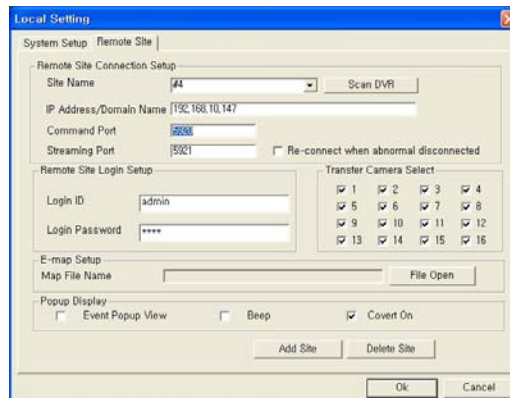 Local Setting
System Setup Remote Site
Remote Site Connection Setup
Site Name #4 Scan DVR
IP Address/Domain Name 192,168,10,147
Command Port 5920
Streaming Port 5921 Re-connect when abnormal disconnected
Remote Site Login Setup Transter Camera Select
1 2 3 4
Login ID admin 5 6 7 8
9 10 11 12
Login Password **** 13 14 15 16
E-map Setup
Map File Name File Open
Popup Display
Event Popup View Beep Covert On
Add Site Delete Site
Ok Cancel